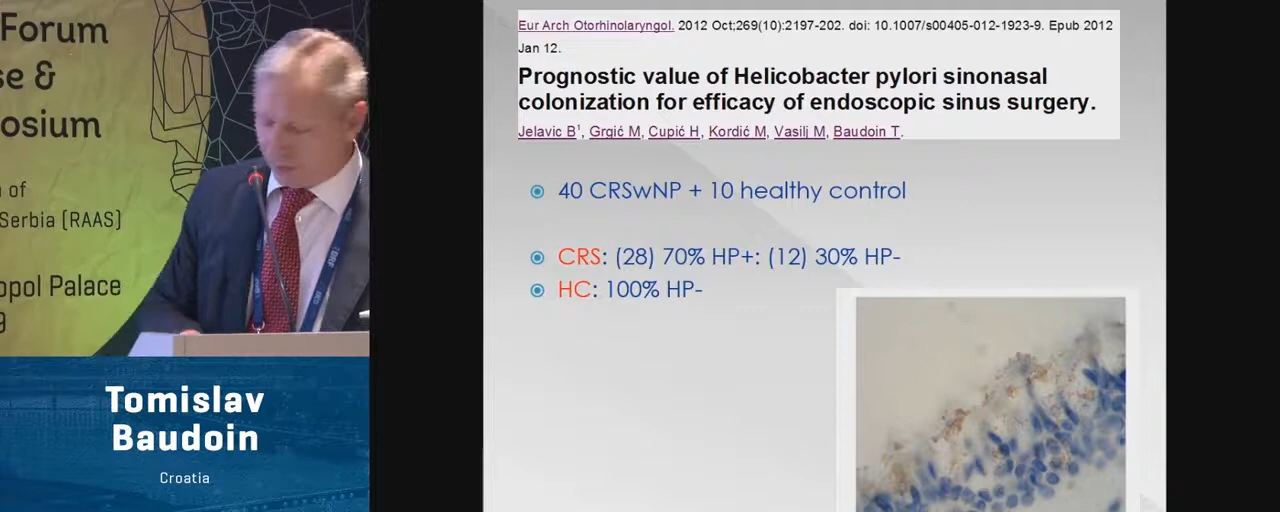 Forum
se &
osium
n of
Serbia (RAAS)
opol Palace
9
Tomislav
Baudoin
Croatia
Eur Arch Otorhinolaryngol. 2012 Oct;269(10):2197-202. doi: 10.1007/s00405-012-1923-9. Epub 2012
Jan 12.
Prognostic value of Helicobacter pylori sinonasal
colonization for efficacy of endoscopic sinus surgery.
Jelavic B¹, Grgić M, Cupić H, Kordić M, Vasilj M, Baudoin T.
40 CRSwNP + 10 healthy control
CRS: (28) 70% HP+: (12) 30% HP-
HC: 100% HP-